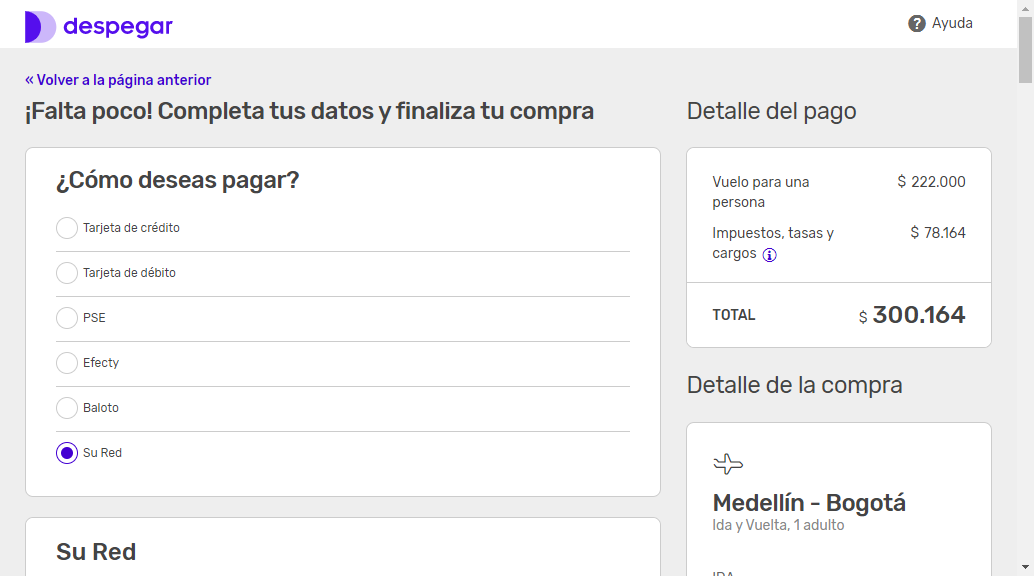 despegar
Ayuda
« Volver a la página anterior
¡Falta poco! Completa tus datos y finaliza tu compra
¿Cómo deseas pagar?
Tarjeta de crédito
Tarjeta de débito
PSE
Efecty
Baloto
Su Red
Su Red
Detalle del pago
Vuelo para una persona $ 222.000
Impuestos, tasas y cargos $ 78.164
TOTAL $ 300.164
Detalle de la compra
Medellín - Bogotá
Ida y Vuelta, 1 adulto
IDA